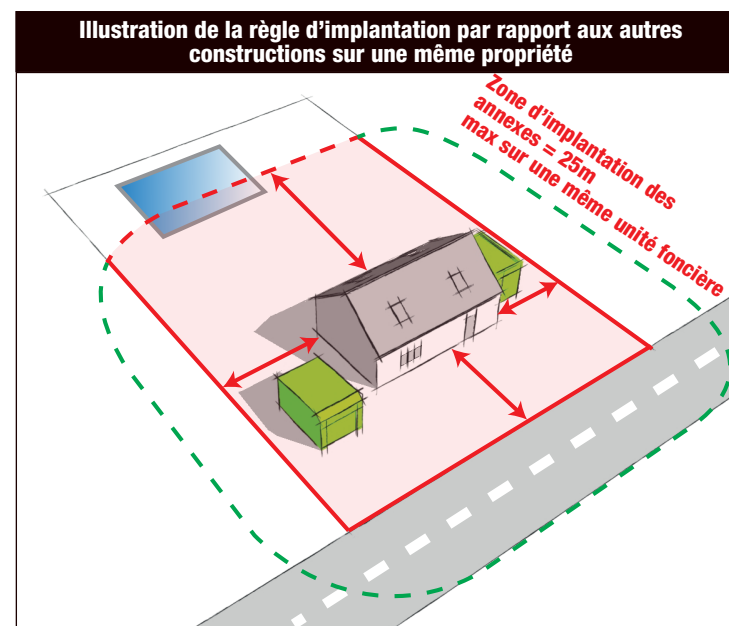 Illustration de la règle d’implantation par rapport aux autres
constructions sur une même propriété
Zone d’implantation des
annexes = 25m
max sur une même unité foncière